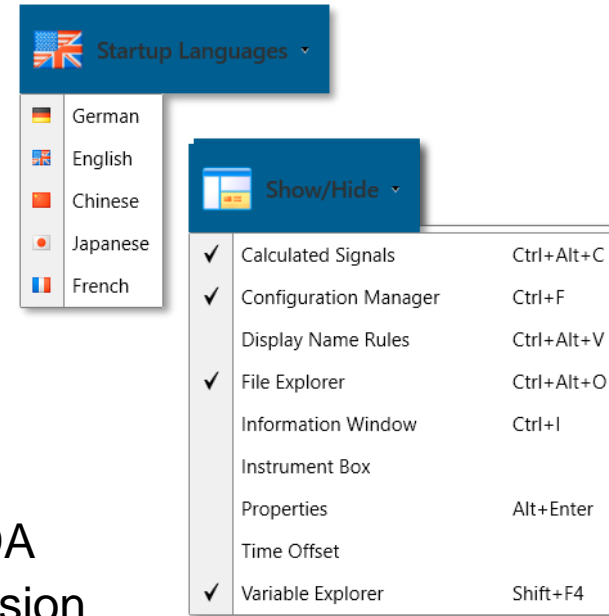 Startup Languages
German
English
Chinese
Japanese
French
Show/Hide
Calculated Signals Ctrl+Alt+C
Configuration Manager Ctrl+F
Display Name Rules Ctrl+Alt+V
File Explorer Ctrl+Alt+O
Information Window Ctrl+I
Instrument Box
Properties Alt+Enter
Time Offset
Variable Explorer Shift+F4